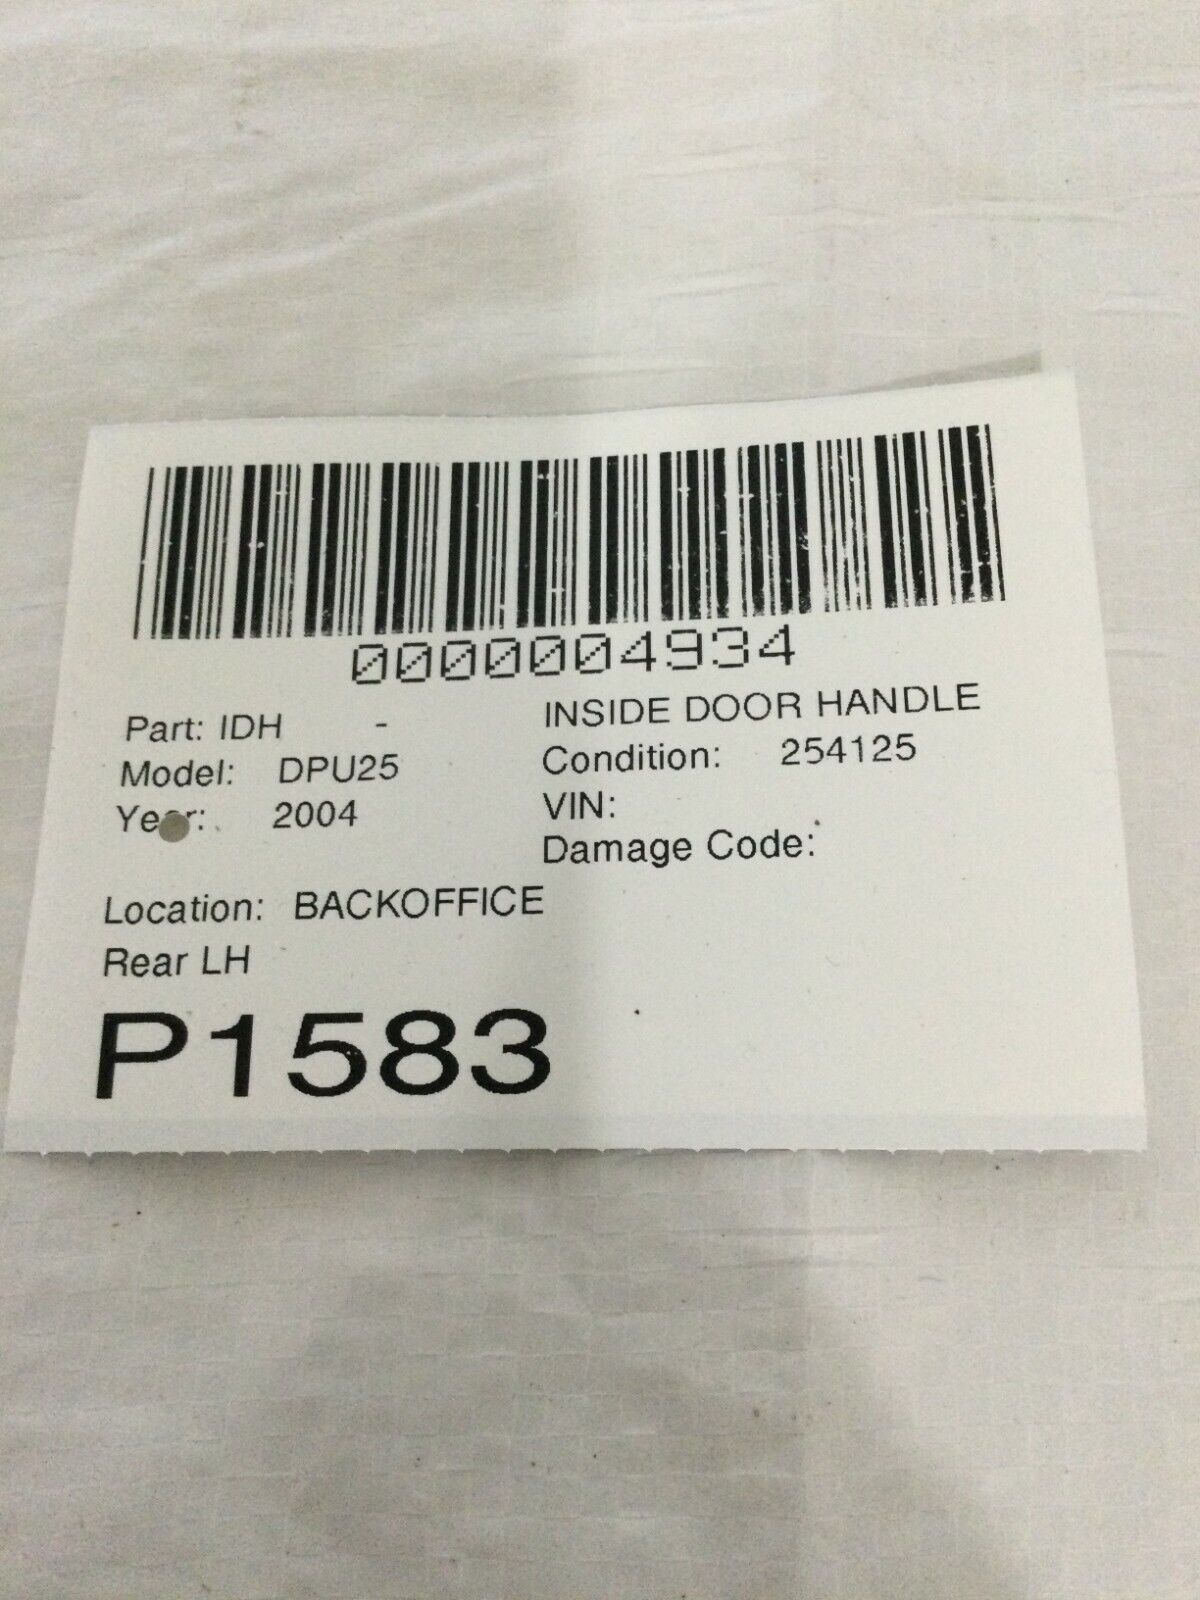 0000004934
Part: IDH - INSIDE DOOR HANDLE
Model: DPU25 Condition: 254125
Year: 2004 VIN:
Damage Code:
Location: BACKOFFICE
Rear LH
P1583